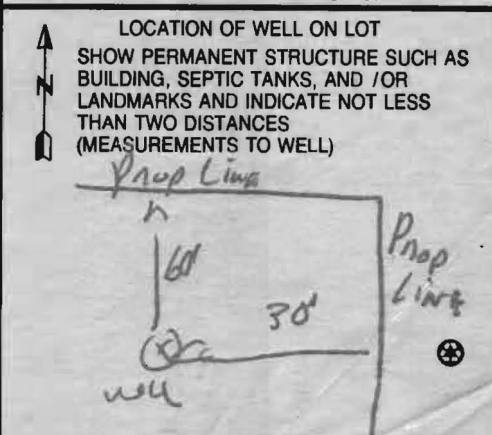 LOCATION OF WELL ON LOT
SHOW PERMANENT STRUCTURE SUCH AS
BUILDING, SEPTIC TANKS, AND /OR
LANDMARKS AND INDICATE NOT LESS
THAN TWO DISTANCES
(MEASUREMENTS TO WELL)
N
Prop Line
60'
Prop
Line
30'
well